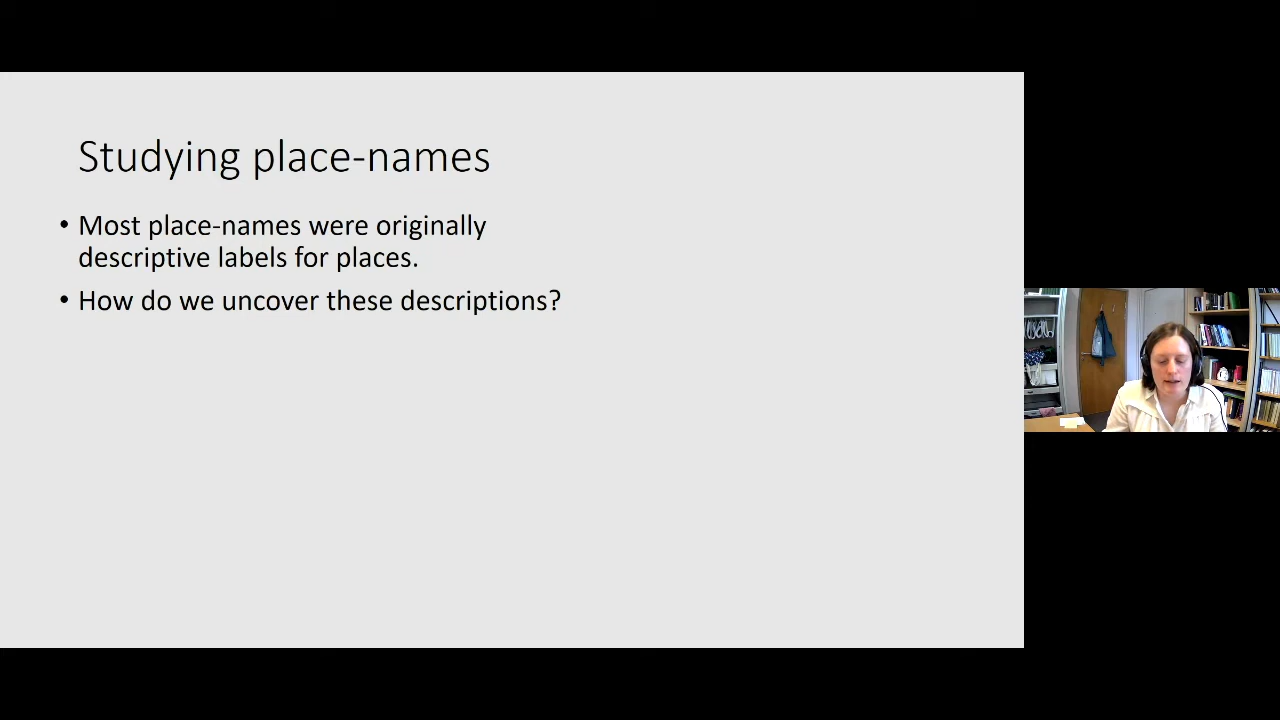 Studying place-names
• Most place-names were originally
descriptive labels for places.
• How do we uncover these descriptions?